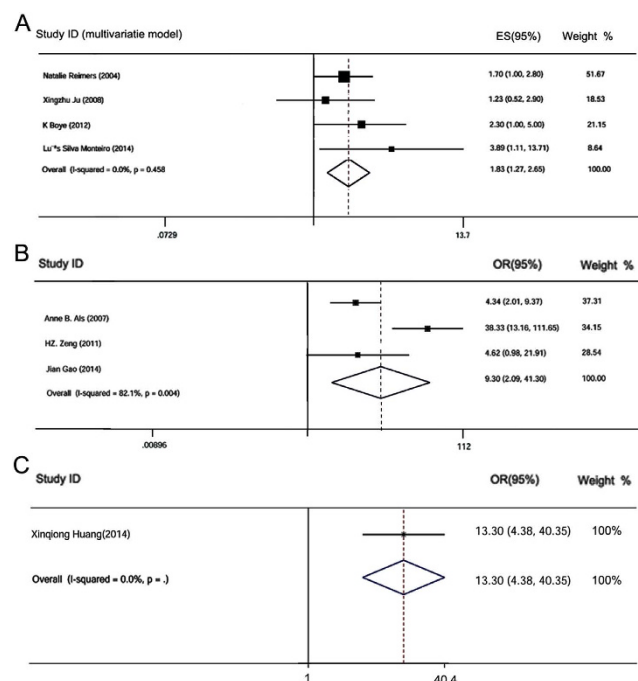 A
Study ID (multivariatie model) ES(95%) Weight %
Natalie Reimers (2004) 1.70 (1.00, 2.80) 51.67
Xingzhu Ju (2008) 1.23 (0.52, 2.90) 18.53
K Boye (2012) 2.30 (1.00, 5.00) 21.15
Lu¨*s Silva Monteiro (2014) 3.89 (1.11, 13.71) 8.64
Overall (I-squared = 0.0%, p = 0.458) 1.83 (1.27, 2.65) 100.00
.0729 13.7
B
Study ID OR(95%) Weight %
4.34 (2.01, 9.37) 37.31
Anne B. Als (2007)
38.33 (13.16, 111.65) 34.15
HZ. Zeng (2011)
4.62 (0.98, 21.91) 28.54
Jian Gao (2014)
9.30 (2.09, 41.30) 100.00
Overall (I-squared = 82.1%, p = 0.004)
.00896 112
C
Study ID OR(95%) Weight %
Xinqiong Huang(2014) 13.30 (4.38, 40.35) 100%
Overall (I-squared = 0.0%, p = .) 13.30 (4.38, 40.35) 100%
1 40.4